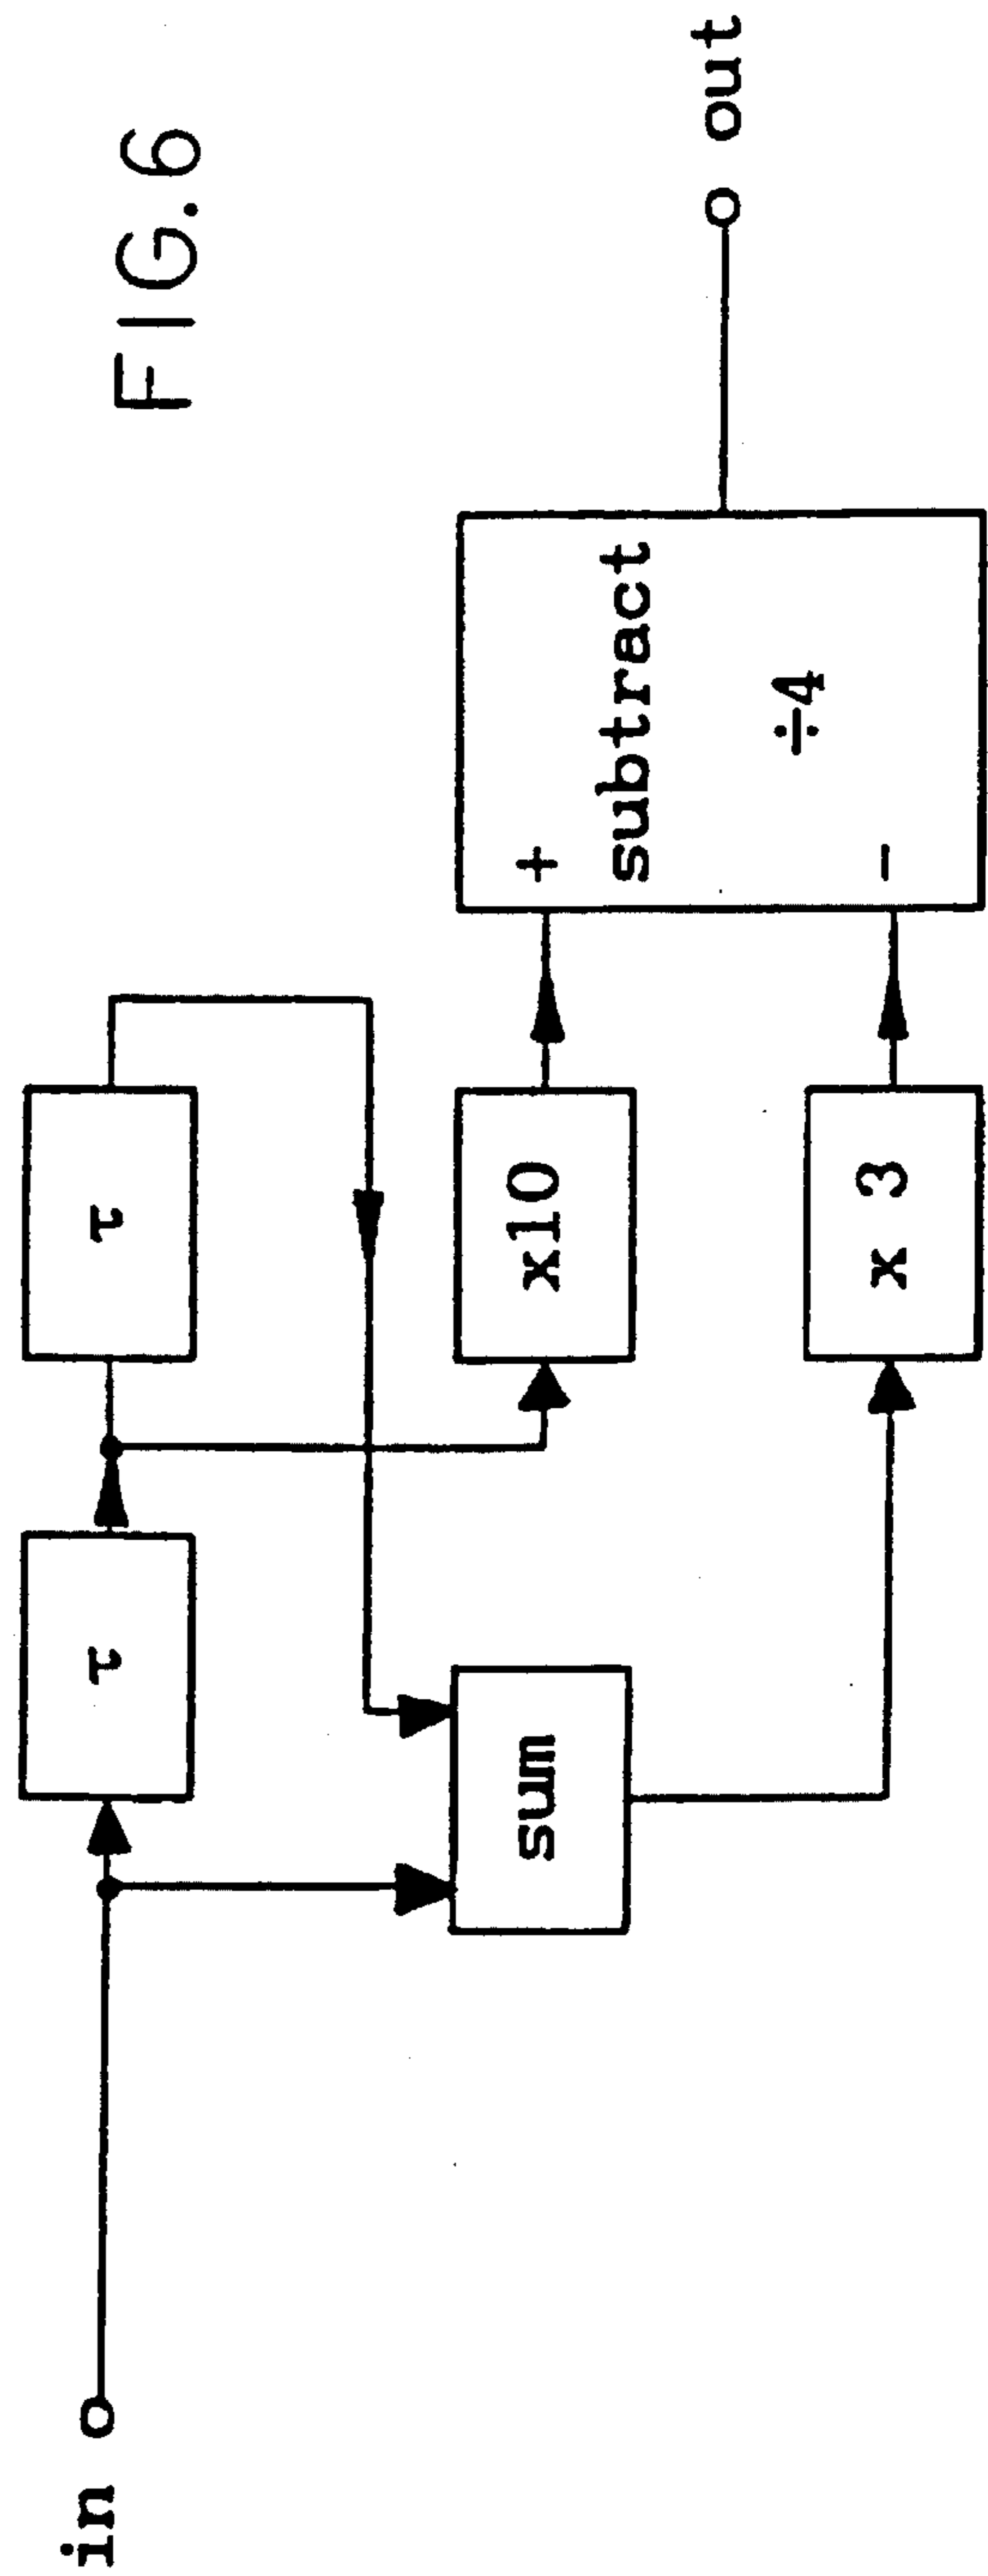 FIG.6
in
τ
τ
sum
x10
x 3
+
subtract
÷4
-
out